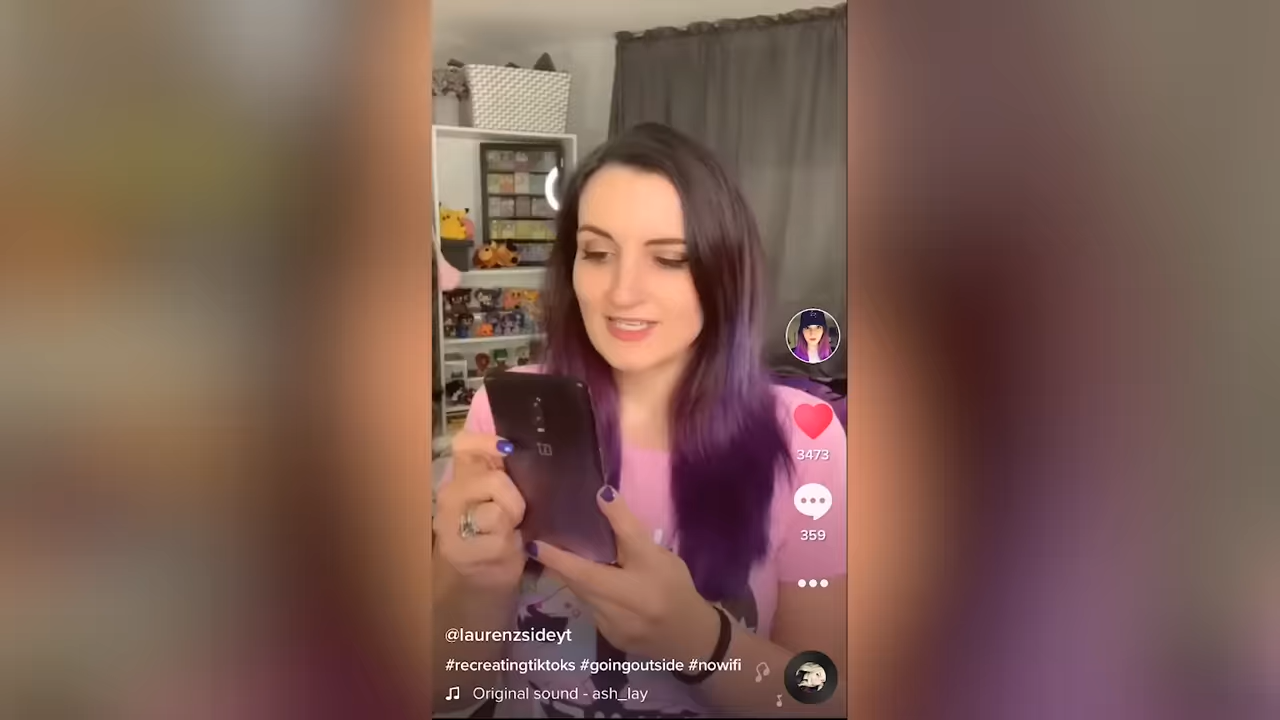 3473
359
@laurenzsideyt
#recreatingtiktoks #goingoutside #nowifi
Original sound - ash_lay